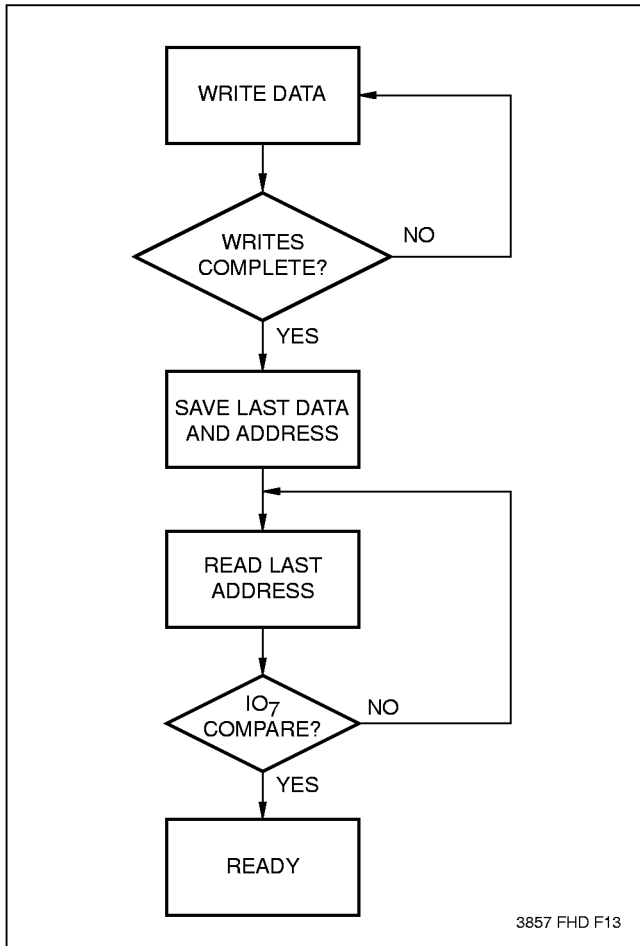 WRITE DATA
WRITES
COMPLETE?
NO
YES
SAVE LAST DATA
AND ADDRESS
READ LAST
ADDRESS
IO7
COMPARE?
NO
YES
READY
3857 FHD F13